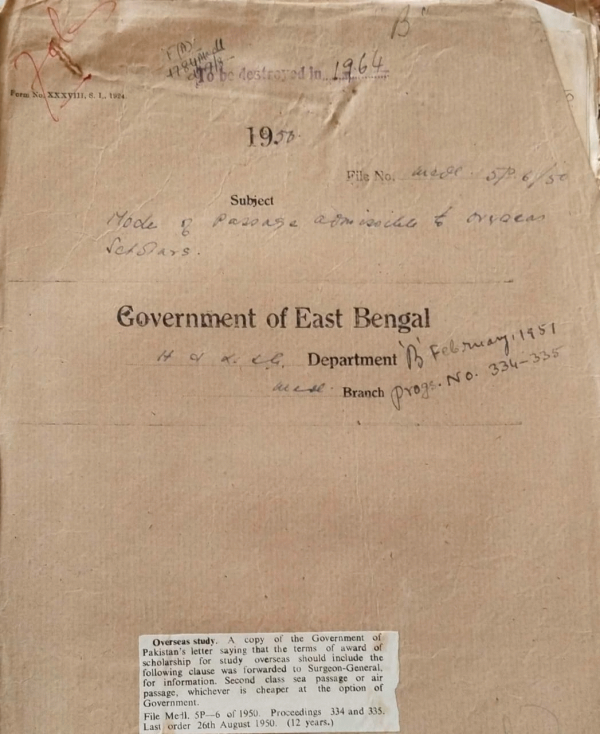 'B'
To be destroyed in 1964
Form No. XXXVIII, S. I., 1924.
1950.
File No. Medl. 5P. 6/50
Subject
Mode of Passage admissible to overseas
Scholars.
Government of East Bengal
Department 'B' February, 1951
Medl. Branch Progs. No. 334-335
Overseas study. A copy of the Government of
Pakistan's letter saying that the terms of award of
scholarship for study overseas should include the
following clause was forwarded to Surgeon-General,
for information. Second class sea passage or air
passage, whichever is cheaper at the option of
Government.
File Medl. 5P—6 of 1950. Proceedings 334 and 335.
Last order 26th August 1950. (12 years.)